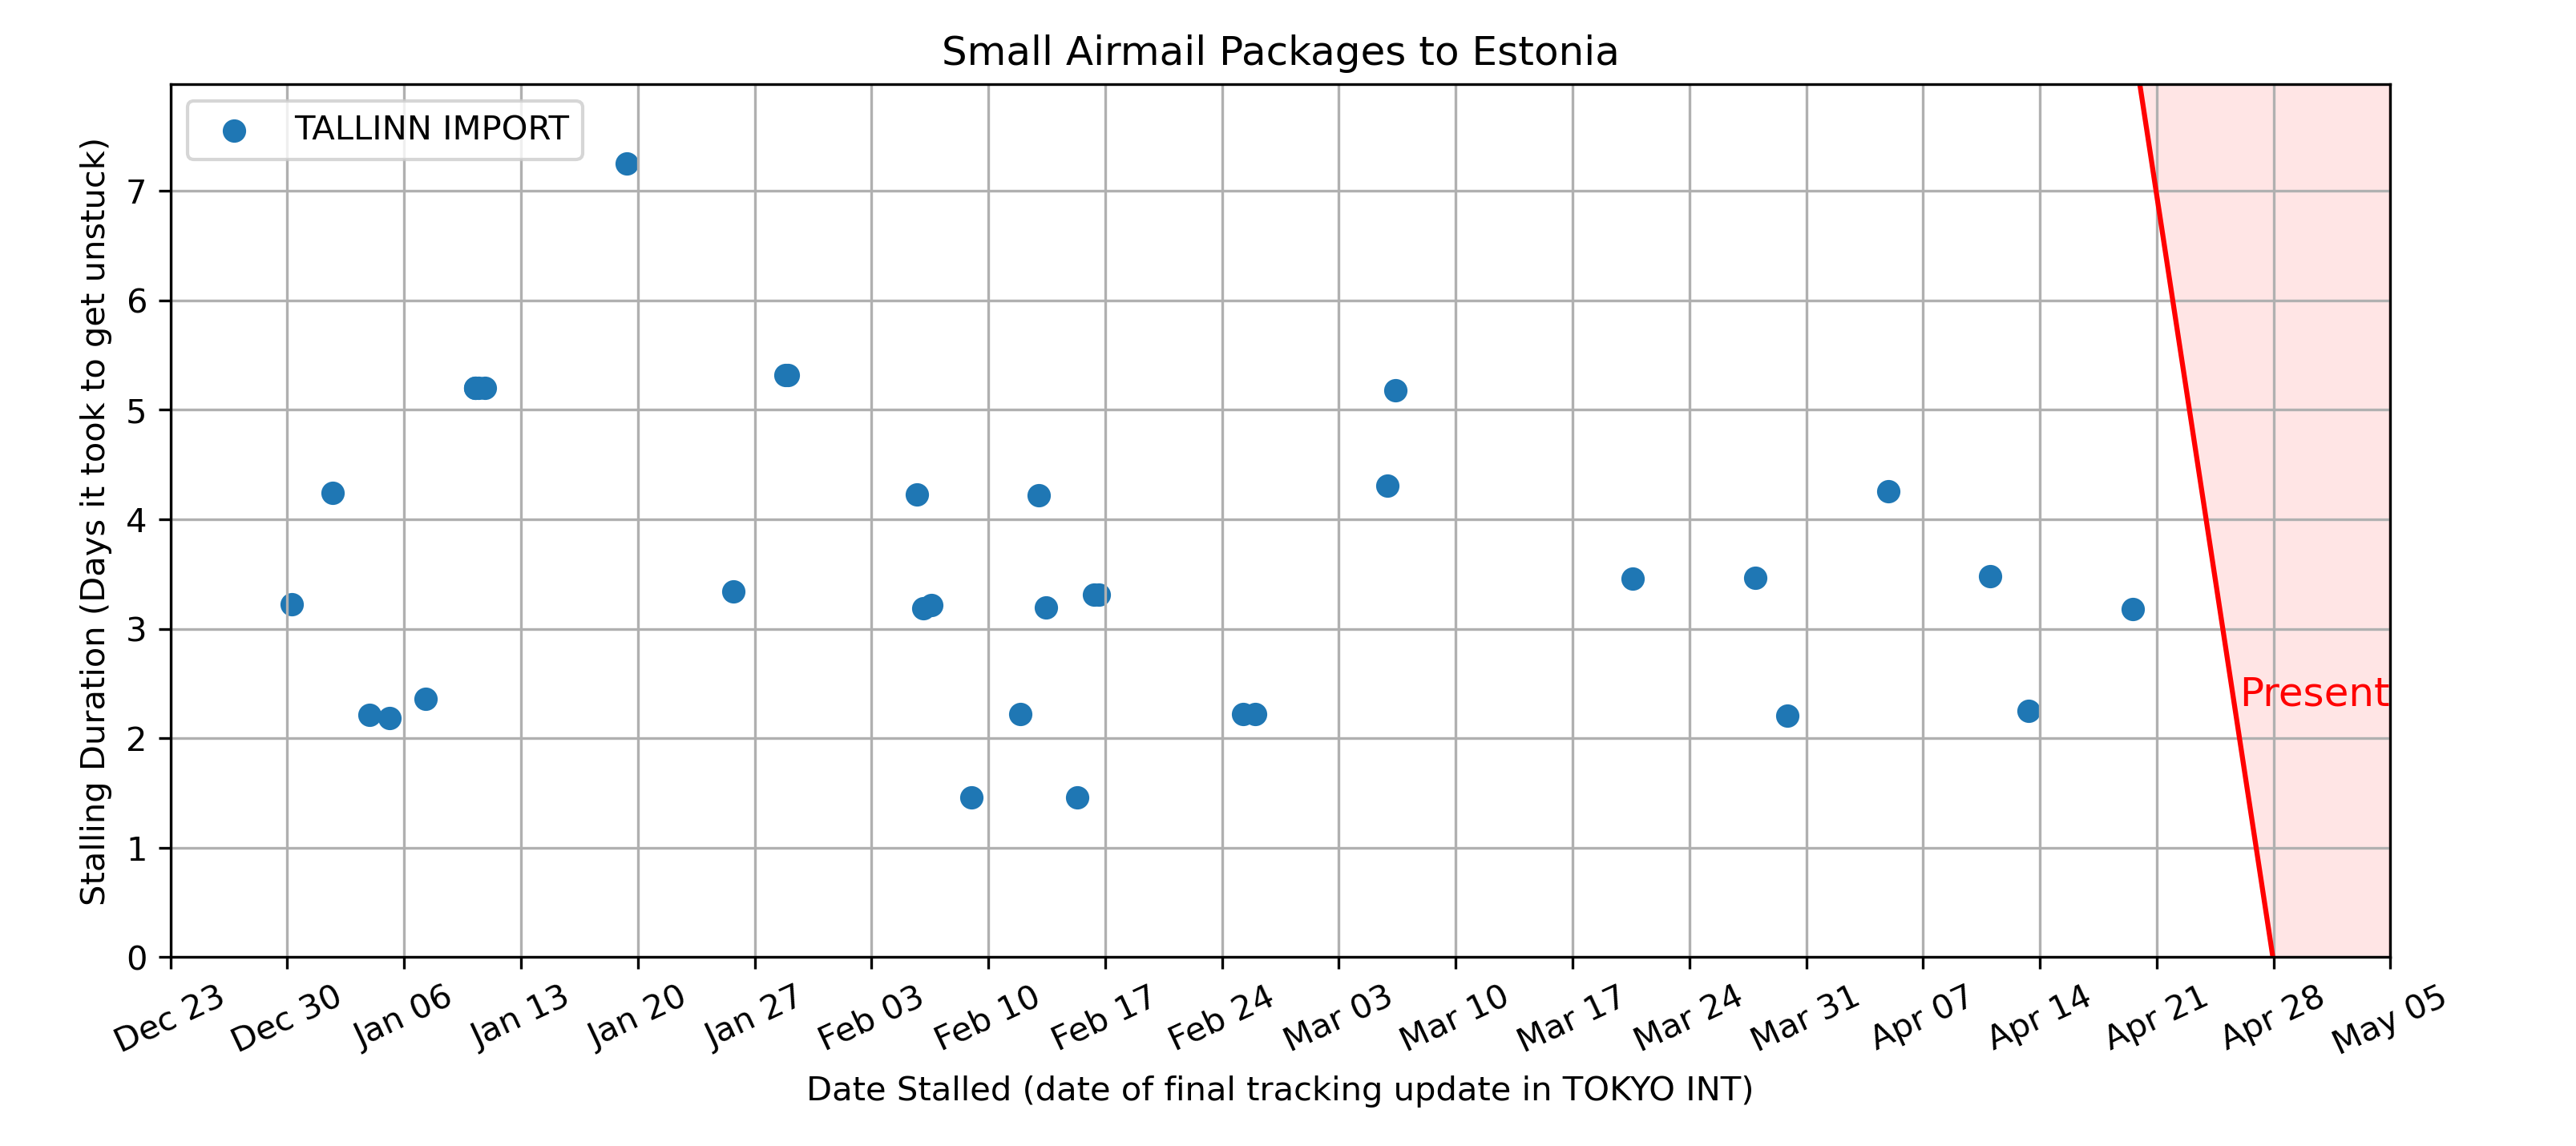 Small Airmail Packages to Estonia
TALLINN IMPORT
Stalling Duration (Days it took to get unstuck)
7
6
5
4
3
2
1
0
Present
Dec 23
Dec 30
Jan 06
Jan 13
Jan 20
Jan 27
Feb 03
Feb 10
Feb 17
Feb 24
Mar 03
Mar 10
Mar 17
Mar 24
Mar 31
Apr 07
Apr 14
Apr 21
Apr 28
May 05
Date Stalled (date of final tracking update in TOKYO INT)